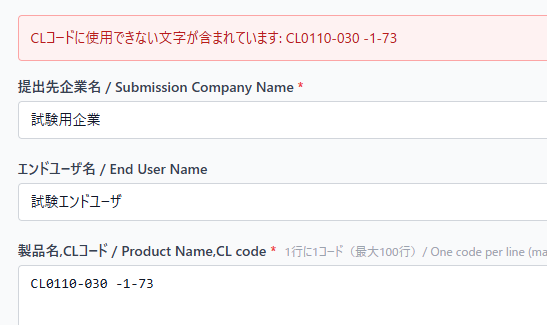 CLコードに使用できない文字が含まれています: CL0110-030 -1-73
提出先企業名 / Submission Company Name *
試験用企業
エンドユーザ名 / End User Name
試験エンドユーザ
製品名,CLコード / Product Name,CL code * 1行に1コード（最大100行）/ One code per line (ma
CL0110-030 -1-73